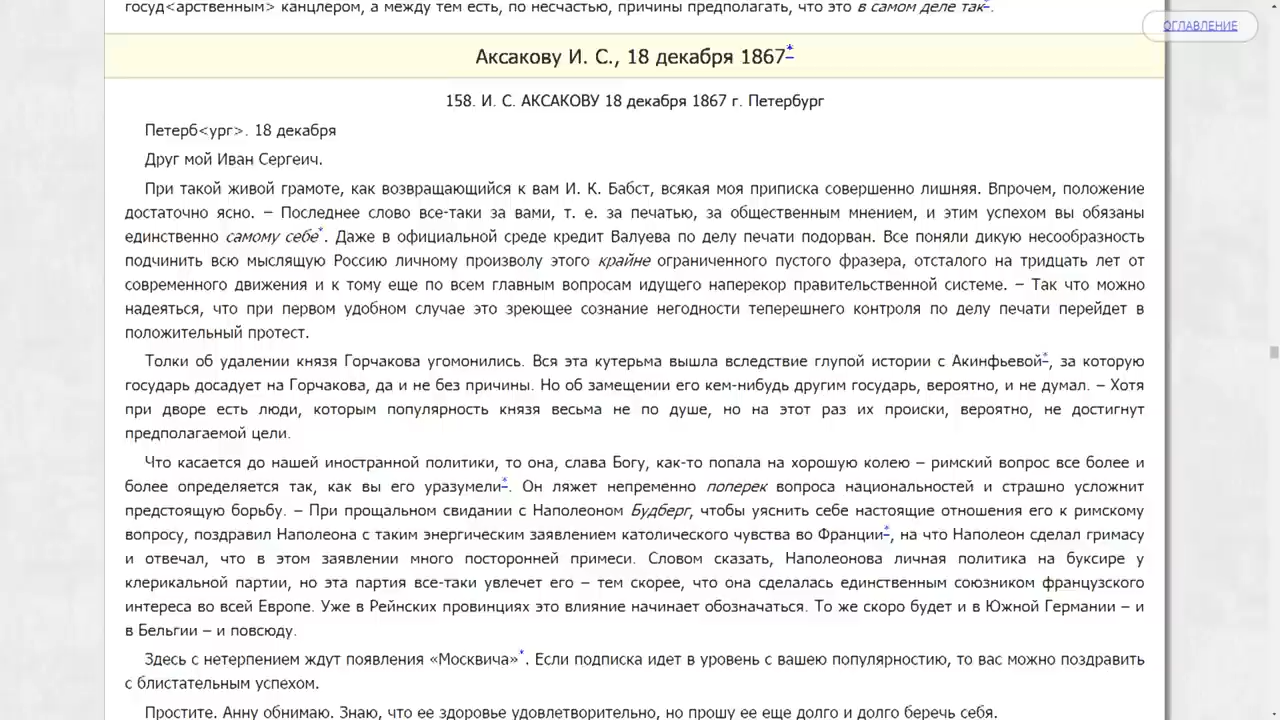 госуд<арственным> канцлером, а между тем есть, по несчастью, причины предполагать, что это в самом деле так*.
ОГЛАВЛЕНИЕ
Аксакову И. С., 18 декабря 1867*
158. И. С. АКСАКОВУ 18 декабря 1867 г. Петербург
Петерб<ург>. 18 декабря
Друг мой Иван Сергеич.
При такой живой грамоте, как возвращающийся к вам И. К. Бабст, всякая моя приписка совершенно лишняя. Впрочем, положение
достаточно ясно. – Последнее слово все-таки за вами, т. е. за печатью, за общественным мнением, и этим успехом вы обязаны
единственно самому себе*. Даже в официальной среде кредит Валуева по делу печати подорван. Все поняли дикую несообразность
подчинить всю мыслящую Россию личному произволу этого крайне ограниченного пустого фразера, отсталого на тридцать лет от
современного движения и к тому еще по всем главным вопросам идущего наперекор правительственной системе. – Так что можно
надеяться, что при первом удобном случае это зреющее сознание негодности теперешнего контроля по делу печати перейдет в
положительный протест.
Толки об удалении князя Горчакова угомонились. Вся эта кутерьма вышла вследствие глупой истории с Акинфьевой*, за которую
государь досадует на Горчакова, да и не без причины. Но об замещении его кем-нибудь другим государь, вероятно, и не думал. – Хотя
при дворе есть люди, которым популярность князя весьма не по душе, но на этот раз их происки, вероятно, не достигнут
предполагаемой цели.
Что касается до нашей иностранной политики, то она, слава Богу, как-то попала на хорошую колею – римский вопрос все более и
более определяется так, как вы его уразумели*. Он ляжет непременно поперек вопроса национальностей и страшно усложнит
предстоящую борьбу. – При прощальном свидании с Наполеоном Будберг, чтобы уяснить себе настоящие отношения его к римскому
вопросу, поздравил Наполеона с таким энергическим заявлением католического чувства во Франции*, на что Наполеон сделал гримасу
и отвечал, что в этом заявлении много посторонней примеси. Словом сказать, Наполеонова личная политика на буксире у
клерикальной партии, но эта партия все-таки увлечет его – тем скорее, что она сделалась единственным союзником французского
интереса во всей Европе. Уже в Рейнских провинциях это влияние начинает обозначаться. То же скоро будет и в Южной Германии – и
в Бельгии – и повсюду.
Здесь с нетерпением ждут появления «Москвича»*. Если подписка идет в уровень с вашею популярностию, то вас можно поздравить
с блистательным успехом.
Простите. Анну обнимаю. Знаю, что ее здоровье удовлетворительно, но прошу ее еще долго и долго беречь себя.